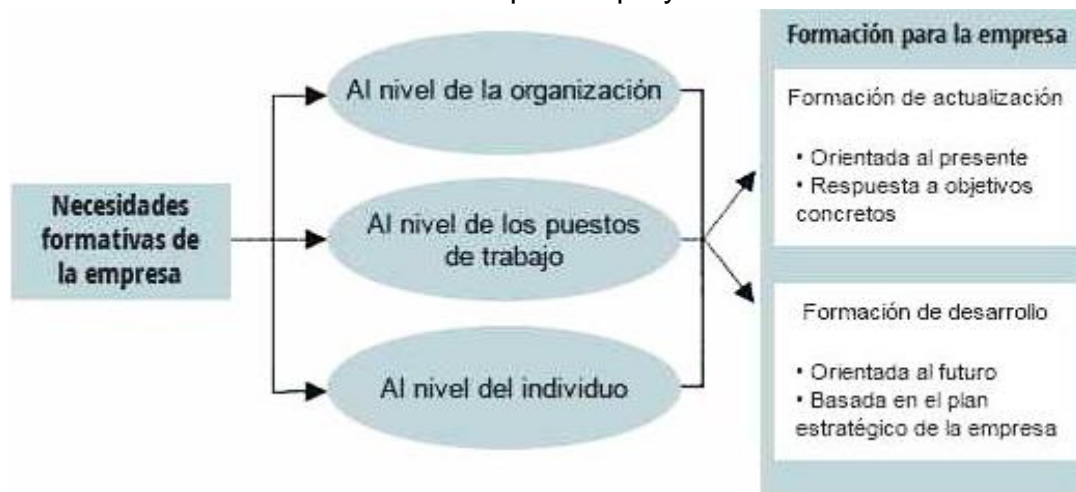 Necesidades
formativas de
la empresa
Al nivel de la organización
Al nivel de los puestos
de trabajo
Al nivel del individuo
Formación para la empresa
Formación de actualización
• Orientada al presente
• Respuesta a objetivos
concretos
Formación de desarrollo
• Orientada al futuro
• Basada en el plan
estratégico de la empresa